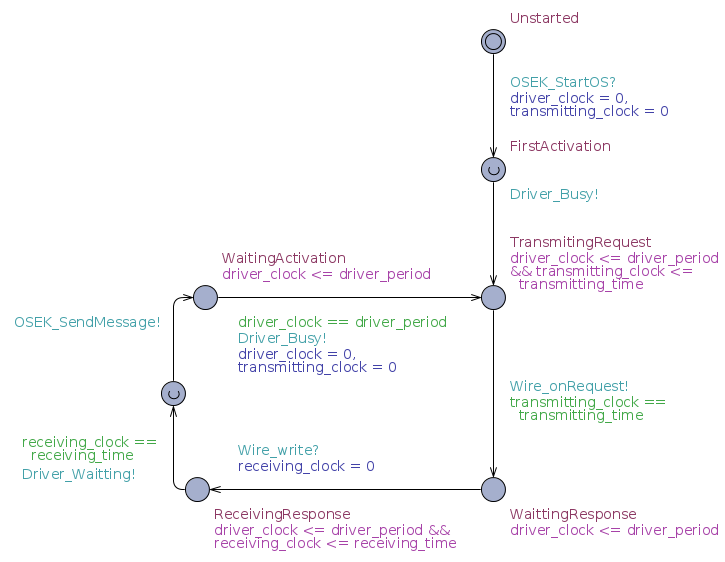 Unstarted
OSEK_StartOS?
driver_clock = 0,
transmitting_clock = 0
FirstActivation
C
Driver_Busy!
TransmitingRequest
driver_clock <= driver_period
&& transmitting_clock <=
transmitting_time
WaitingActivation
driver_clock <= driver_period
OSEK_SendMessage!
driver_clock == driver_period
Driver_Busy!
driver_clock = 0,
transmitting_clock = 0
C
Wire_onRequest!
transmitting_clock ==
transmitting_time
receiving_clock ==
receiving_time
Driver_Waitting!
Wire_write?
receiving_clock = 0
ReceivingResponse
driver_clock <= driver_period &&
receiving_clock <= receiving_time
WaittingResponse
driver_clock <= driver_period